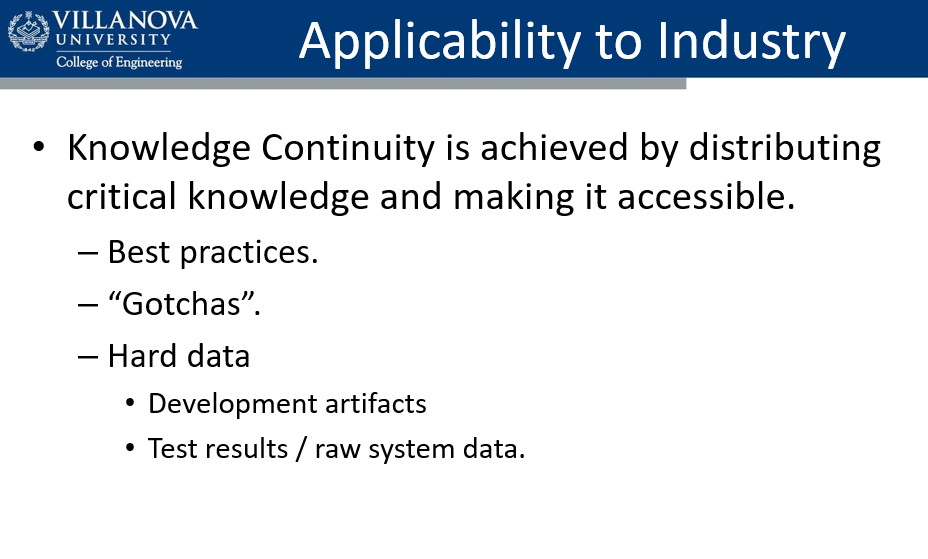 VILLANOVA
UNIVERSITY
College of Engineering
Applicability to Industry
• Knowledge Continuity is achieved by distributing
critical knowledge and making it accessible.
– Best practices.
– “Gotchas”.
– Hard data
• Development artifacts
• Test results / raw system data.